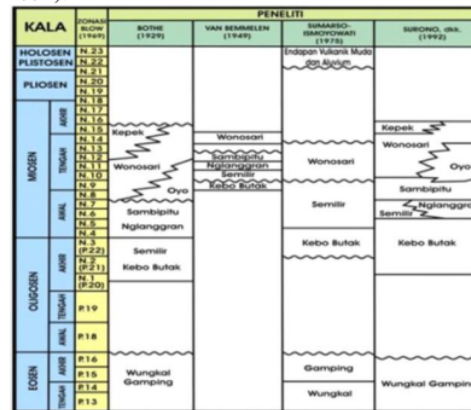 KALA
ZONASI
BLOW
(1969)
PENELITI
BOTHE
(1929)
VAN BEMMELEN
(1949)
SUMARSO-
ISMOYOWATI
(1975)
SURONO, dkk.
(1992)
HOLOSEN
PLISTOSEN
PLIOSEN
MIOSEN
AKHIR
TENGAH
AWAL
OLIGOSEN
AKHIR
TENGAH
AWAL
EOSEN
AKHIR
TENGAH
N.23
N.22
N.21
N.20
N.19
N.18
N.17
N.16
N.15
N.14
N.13
N.12
N.11
N.10
N.9
N.8
N.7
N.6
N.5
N.4
N.3
(P.22)
N.2
(P.21)
N.1
(P.20)
P.19
P.18
P.16
P.15
P.14
P.13
Kepek
Wonosari
Oyo
Sambipitu
Nglanggran
Semilir
Kebo Butak
Wungkal
Gamping
Wonosari
Sambipitu
Nglanggran
Semilir
Kebo Butak
Endapan Vulkanik Muda
dan Aluvium
Wonosari
Semilir
Kebo Butak
Gamping
Wungkal
Kepek
Wonosari
Oyo
Sambipitu
Nglanggra
Semilir
Kebo Butak
Wungkal Gampin